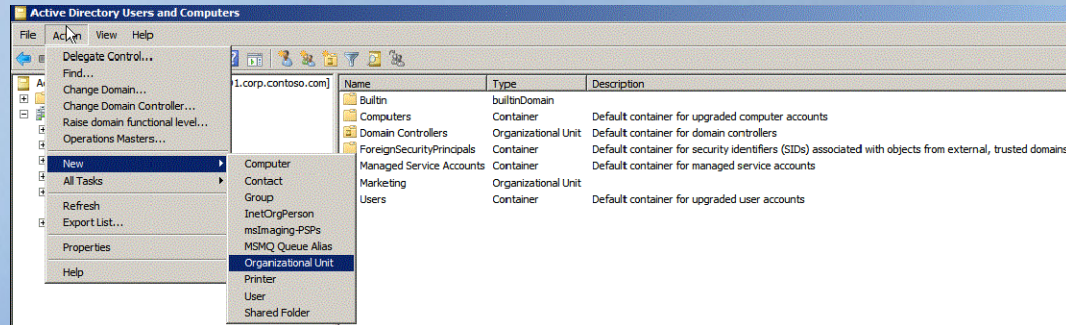 Active Directory Users and Computers
File Action View Help
Delegate Control...
Find...
Change Domain...
Change Domain Controller...
Raise domain functional level...
Operations Masters...
New
All Tasks
Refresh
Export List...
Properties
Help
Computer
Contact
Group
InetOrgPerson
msImaging-PSPs
MSMQ Queue Alias
Organizational Unit
Printer
User
Shared Folder
1.corp.contoso.com]
Name Type Description
Builtin builtinDomain
Computers Container Default container for upgraded computer accounts
Domain Controllers Organizational Unit Default container for domain controllers
ForeignSecurityPrincipals Container Default container for security identifiers (SIDs) associated with objects from external, trusted domains
Managed Service Accounts Container Default container for managed service accounts
Marketing Organizational Unit
Users Container Default container for upgraded user accounts